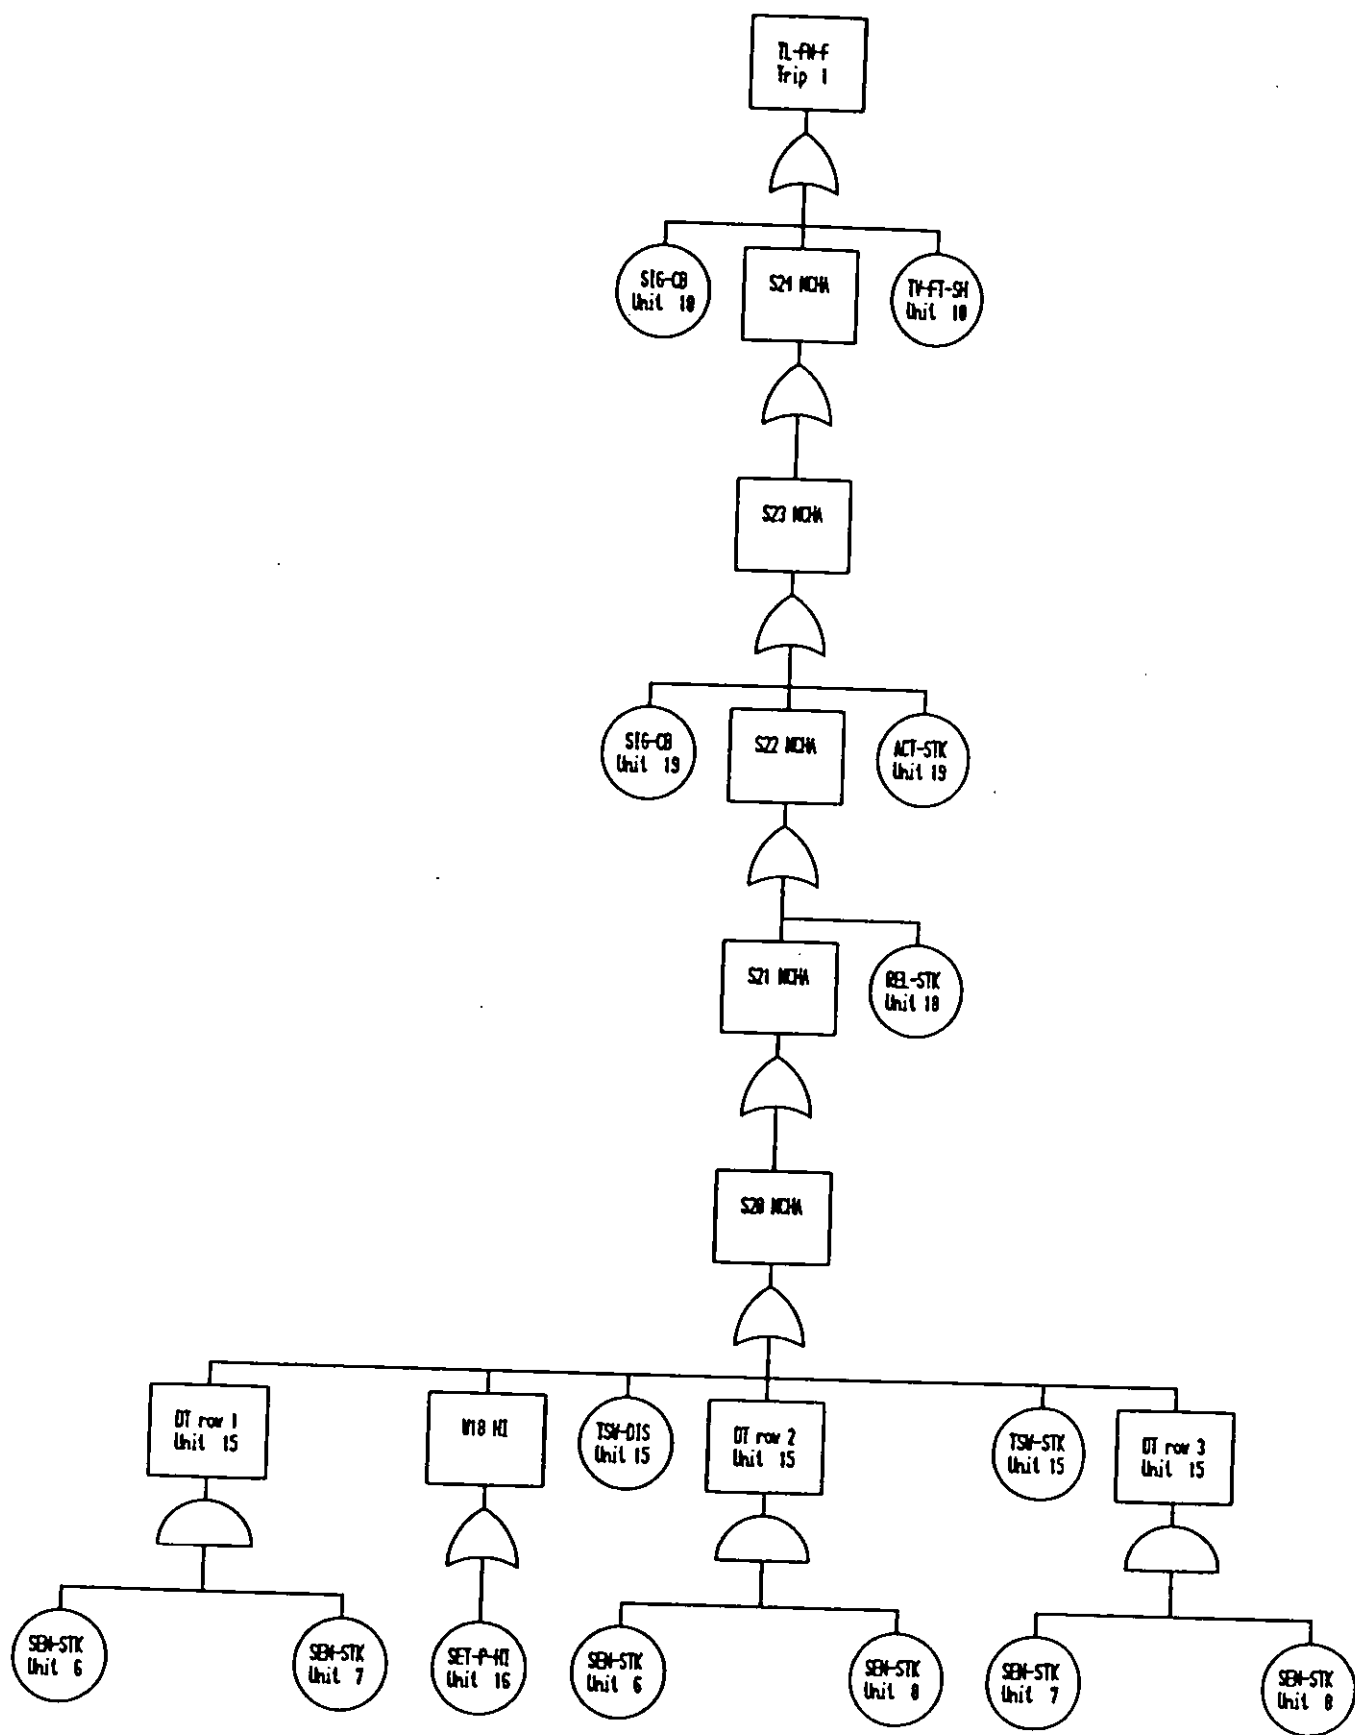 TL-FW-F
Trip 1
SIG-CB
Unit 10
S24 NCHA
TV-FT-SH
Unit 10
S23 NCHA
SIG-CB
Unit 19
S22 NCHA
ACT-STK
Unit 19
S21 NCHA
REL-STK
Unit 18
S20 NCHA
DT row 1
Unit 15
W18 HI
TSW-DIS
Unit 15
DT row 2
Unit 15
TSW-STK
Unit 15
DT row 3
Unit 15
SEN-STK
Unit 6
SEN-STK
Unit 7
SET-P-HI
Unit 16
SEN-STK
Unit 6
SEN-STK
Unit 8
SEN-STK
Unit 7
SEN-STK
Unit 8